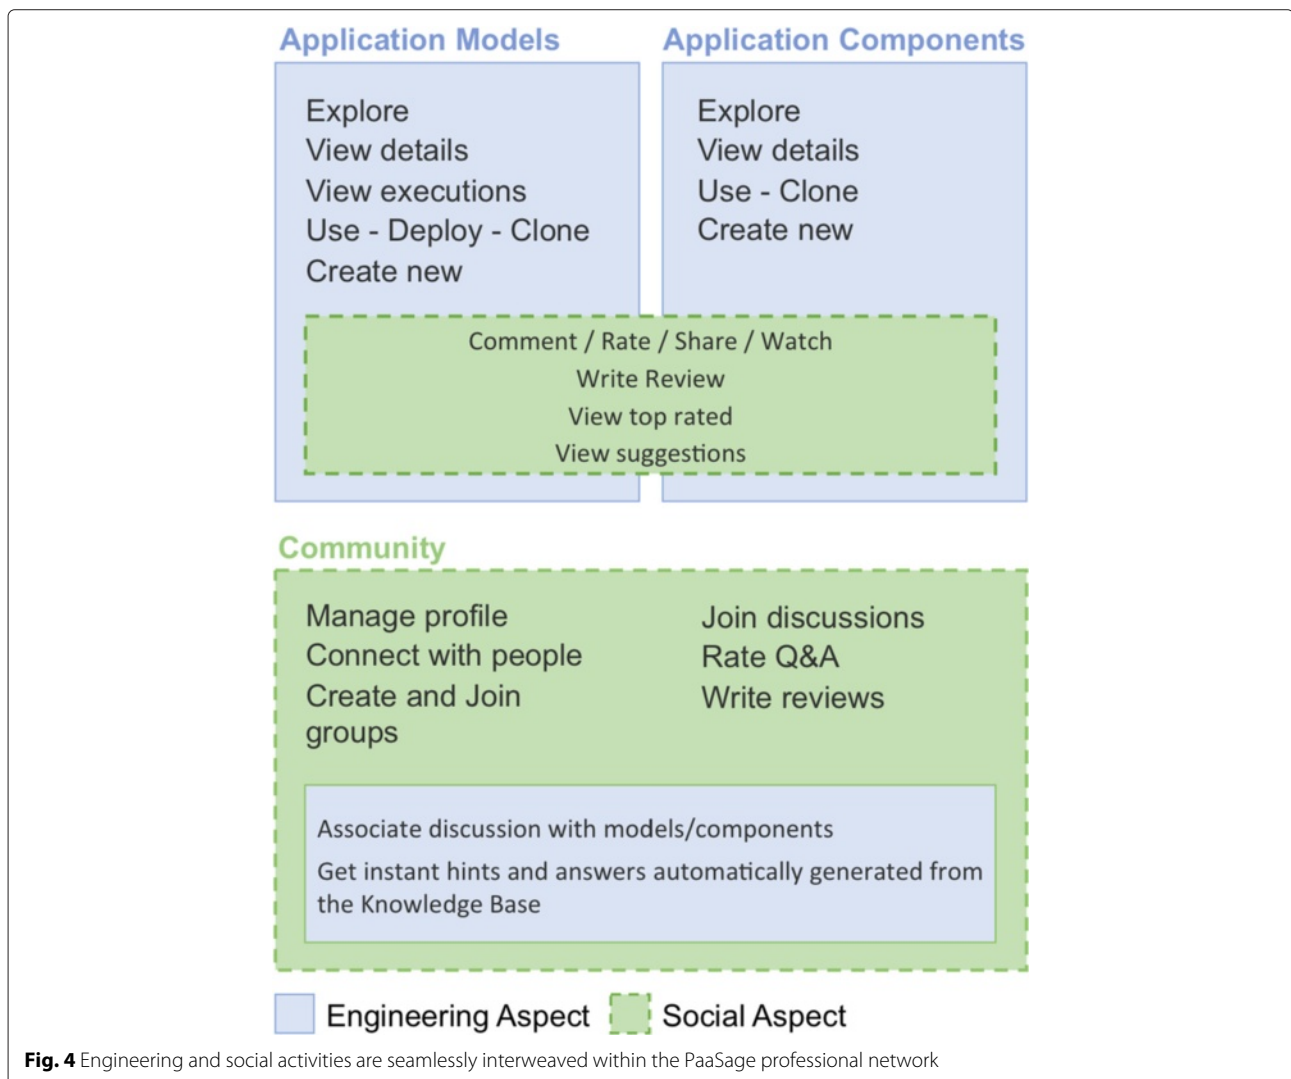 Application Models
Explore
View details
View executions
Use - Deploy - Clone
Create new
Application Components
Explore
View details
Use - Clone
Create new
Comment / Rate / Share / Watch
Write Review
View top rated
View suggestions
Community
Manage profile
Connect with people
Create and Join
groups
Join discussions
Rate Q&A
Write reviews
Associate discussion with models/components
Get instant hints and answers automatically generated from
the Knowledge Base
Engineering Aspect
Social Aspect
Fig. 4 Engineering and social activities are seamlessly interweaved within the PaaSage professional network